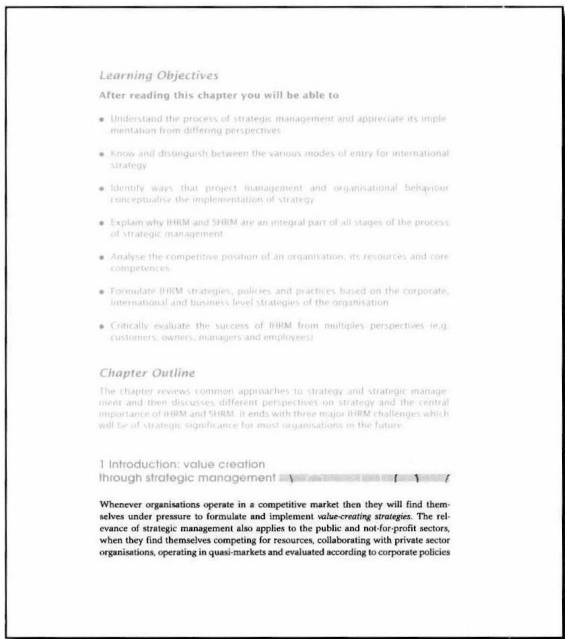 Learning Objectives
After reading this chapter you will be able to
• Understand the process of strategic management and appreciate its imple-
mentation from differing perspectives
• Know and distinguish between the various modes of entry for international
strategy
• Identify ways that project management and organisational behaviour
conceptualise the implementation of strategy
• Explain why IHRM and SHRM are an integral part of all stages of the process
of strategic management
• Analyse the competitive position of an organisation, its resources and core
competences
• Formulate IHRM strategies, policies and practices based on the corporate,
international and business level strategies of the organisation
• Critically evaluate the success of IHRM from multiples perspectives (e.g.
customers, owners, managers and employees)
Chapter Outline
The chapter reviews common approaches to strategy and strategic manage-
ment and then discusses different perspectives on strategy and the central
importance of IHRM and SHRM. It ends with three major IHRM challenges which
will be of strategic significance for most organisations in the future.
1 Introduction: value creation
through strategic management
Whenever organisations operate in a competitive market then they will find them-
selves under pressure to formulate and implement value-creating strategies. The rel-
evance of strategic management also applies to the public and not-for-profit sectors,
when they find themselves competing for resources, collaborating with private sector
organisations, operating in quasi-markets and evaluated according to corporate policies